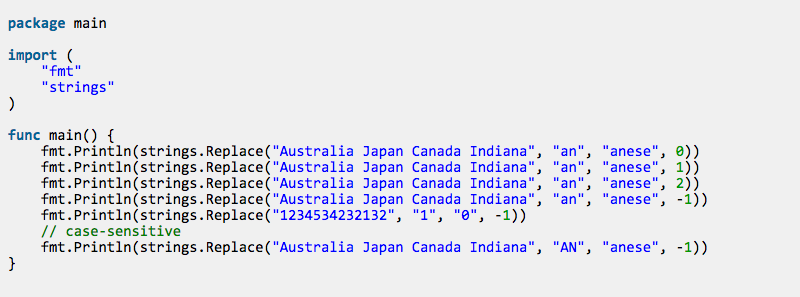 package main
import (
"fmt"
"strings"
)
func main() {
fmt.Println(strings.Replace("Australia Japan Canada Indiana", "an", "anese", 0))
fmt.Println(strings.Replace("Australia Japan Canada Indiana", "an", "anese", 1))
fmt.Println(strings.Replace("Australia Japan Canada Indiana", "an", "anese", 2))
fmt.Println(strings.Replace("Australia Japan Canada Indiana", "an", "anese", -1))
fmt.Println(strings.Replace("1234534232132", "1", "0", -1))
// case-sensitive
fmt.Println(strings.Replace("Australia Japan Canada Indiana", "AN", "anese", -1))
}